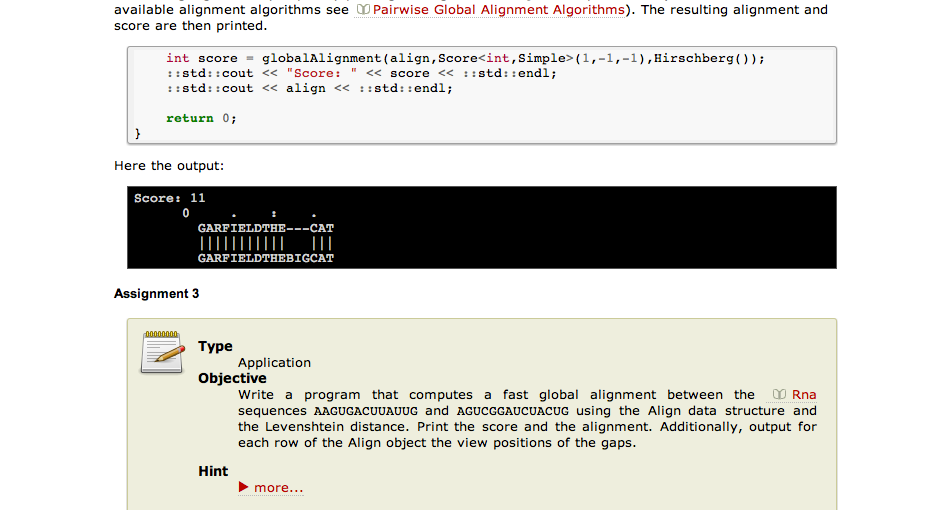 available alignment algorithms see Pairwise Global Alignment Algorithms). The resulting alignment and
score are then printed.
int score = globalAlignment(align,Score<int,Simple>(1,-1,-1),Hirschberg());
::std::cout << "Score: " << score << ::std::endl;
::std::cout << align << ::std::endl;
return 0;
}
Here the output:
Score: 11
0 . : .
GARFIELDTHE---CAT
||||||||||| |||
GARFIELDTHEBIGCAT
Assignment 3
Type
Application
Objective
Write a program that computes a fast global alignment between the Rna
sequences AAGUGACUUAUUG and AGUCGGAUCUACUG using the Align data structure and
the Levenshtein distance. Print the score and the alignment. Additionally, output for
each row of the Align object the view positions of the gaps.
Hint
more...